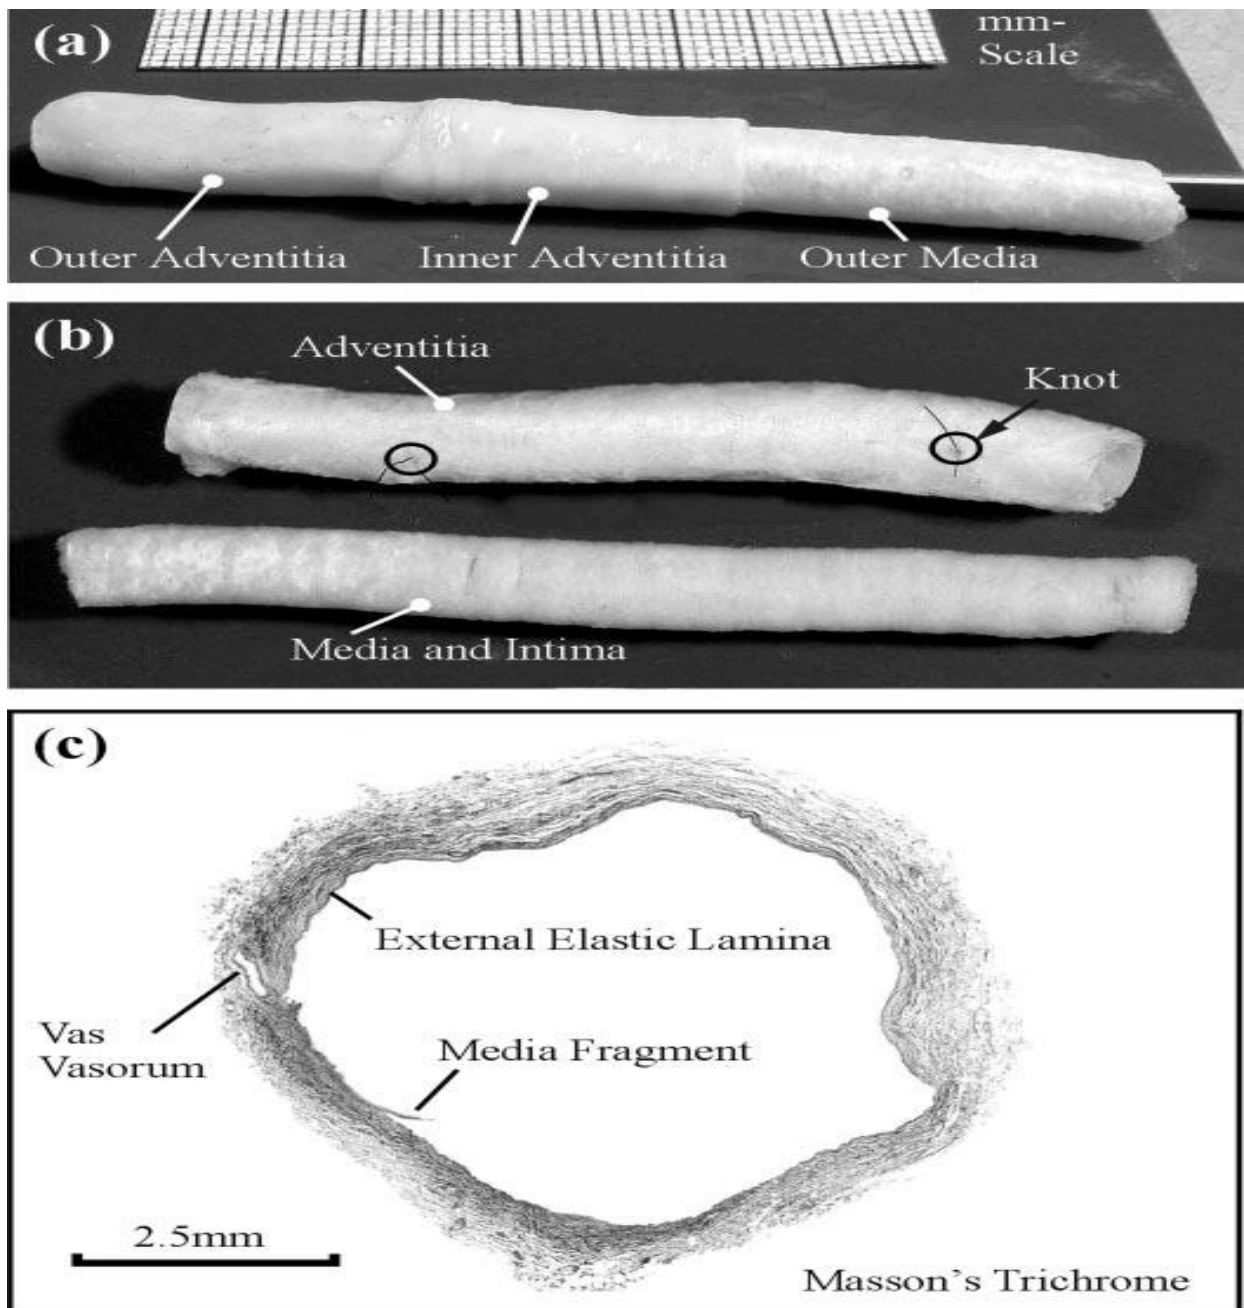 (a)
mm-
Scale
Outer Adventitia
Inner Adventitia
Outer Media
(b)
Adventitia
Knot
Media and Intima
(c)
External Elastic Lamina
Vas
Vasorum
Media Fragment
2.5mm
Masson's Trichrome